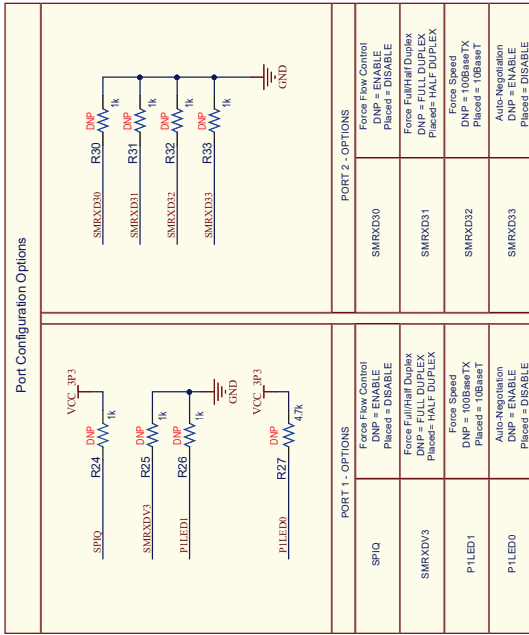 Port Configuration Options
VCC_3P3
SPIQ
R24
DNP
1k
SMRXDV3
R25
DNP
1k
P1LED1
R26
DNP
1k
GND
VCC_3P3
P1LED0
R27
DNP
4.7k
SMRXD30
R30
DNP
1k
SMRXD31
R31
DNP
1k
SMRXD32
R32
DNP
1k
SMRXD33
R33
DNP
1k
GND
PORT 1 - OPTIONS
SPIQ
Force Flow Control
DNP = ENABLE
Placed = DISABLE
SMRXDV3
Force Full/Half Duplex
DNP = FULL DUPLEX
Placed= HALF DUPLEX
P1LED1
Force Speed
DNP = 100BaseTX
Placed = 10BaseT
P1LED0
Auto-Negotiation
DNP = ENABLE
Placed = DISABLE
PORT 2 - OPTIONS
SMRXD30
Force Flow Control
DNP = ENABLE
Placed = DISABLE
SMRXD31
Force Full/Half Duplex
DNP = FULL DUPLEX
Placed= HALF DUPLEX
SMRXD32
Force Speed
DNP = 100BaseTX
Placed = 10BaseT
SMRXD33
Auto-Negotiation
DNP = ENABLE
Placed = DISABLE